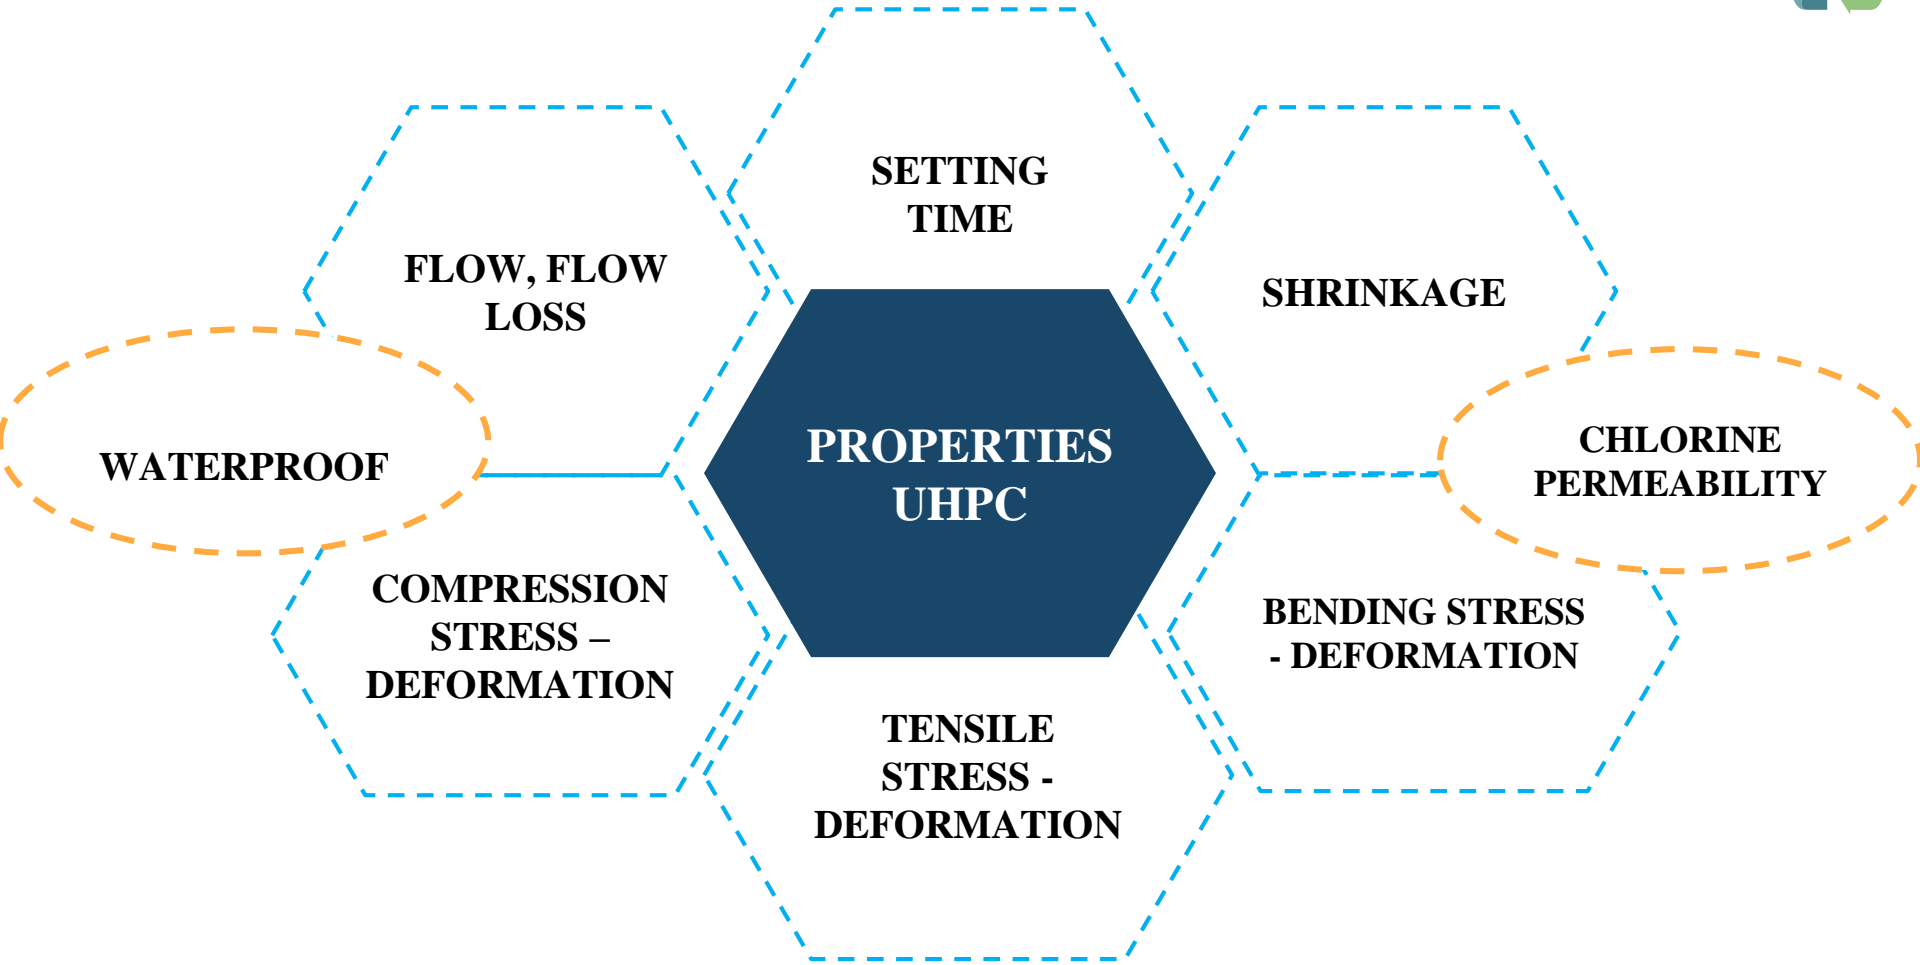 SETTING
TIME
FLOW, FLOW
LOSS
SHRINKAGE
WATERPROOF
PROPERTIES
UHPC
CHLORINE
PERMEABILITY
COMPRESSION
STRESS –
DEFORMATION
BENDING STRESS
- DEFORMATION
TENSILE
STRESS -
DEFORMATION